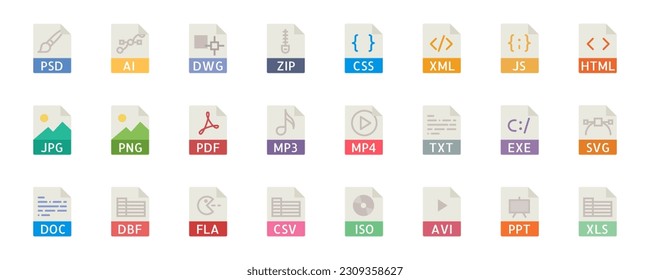 PSD AI DWG ZIP CSS XML JS HTML
JPG PNG PDF MP3 MP4 TXT C:/ EXE SVG
DOC DBF FLA CSV ISO AVI PPT XLS
shutterstock.com · 2309358627